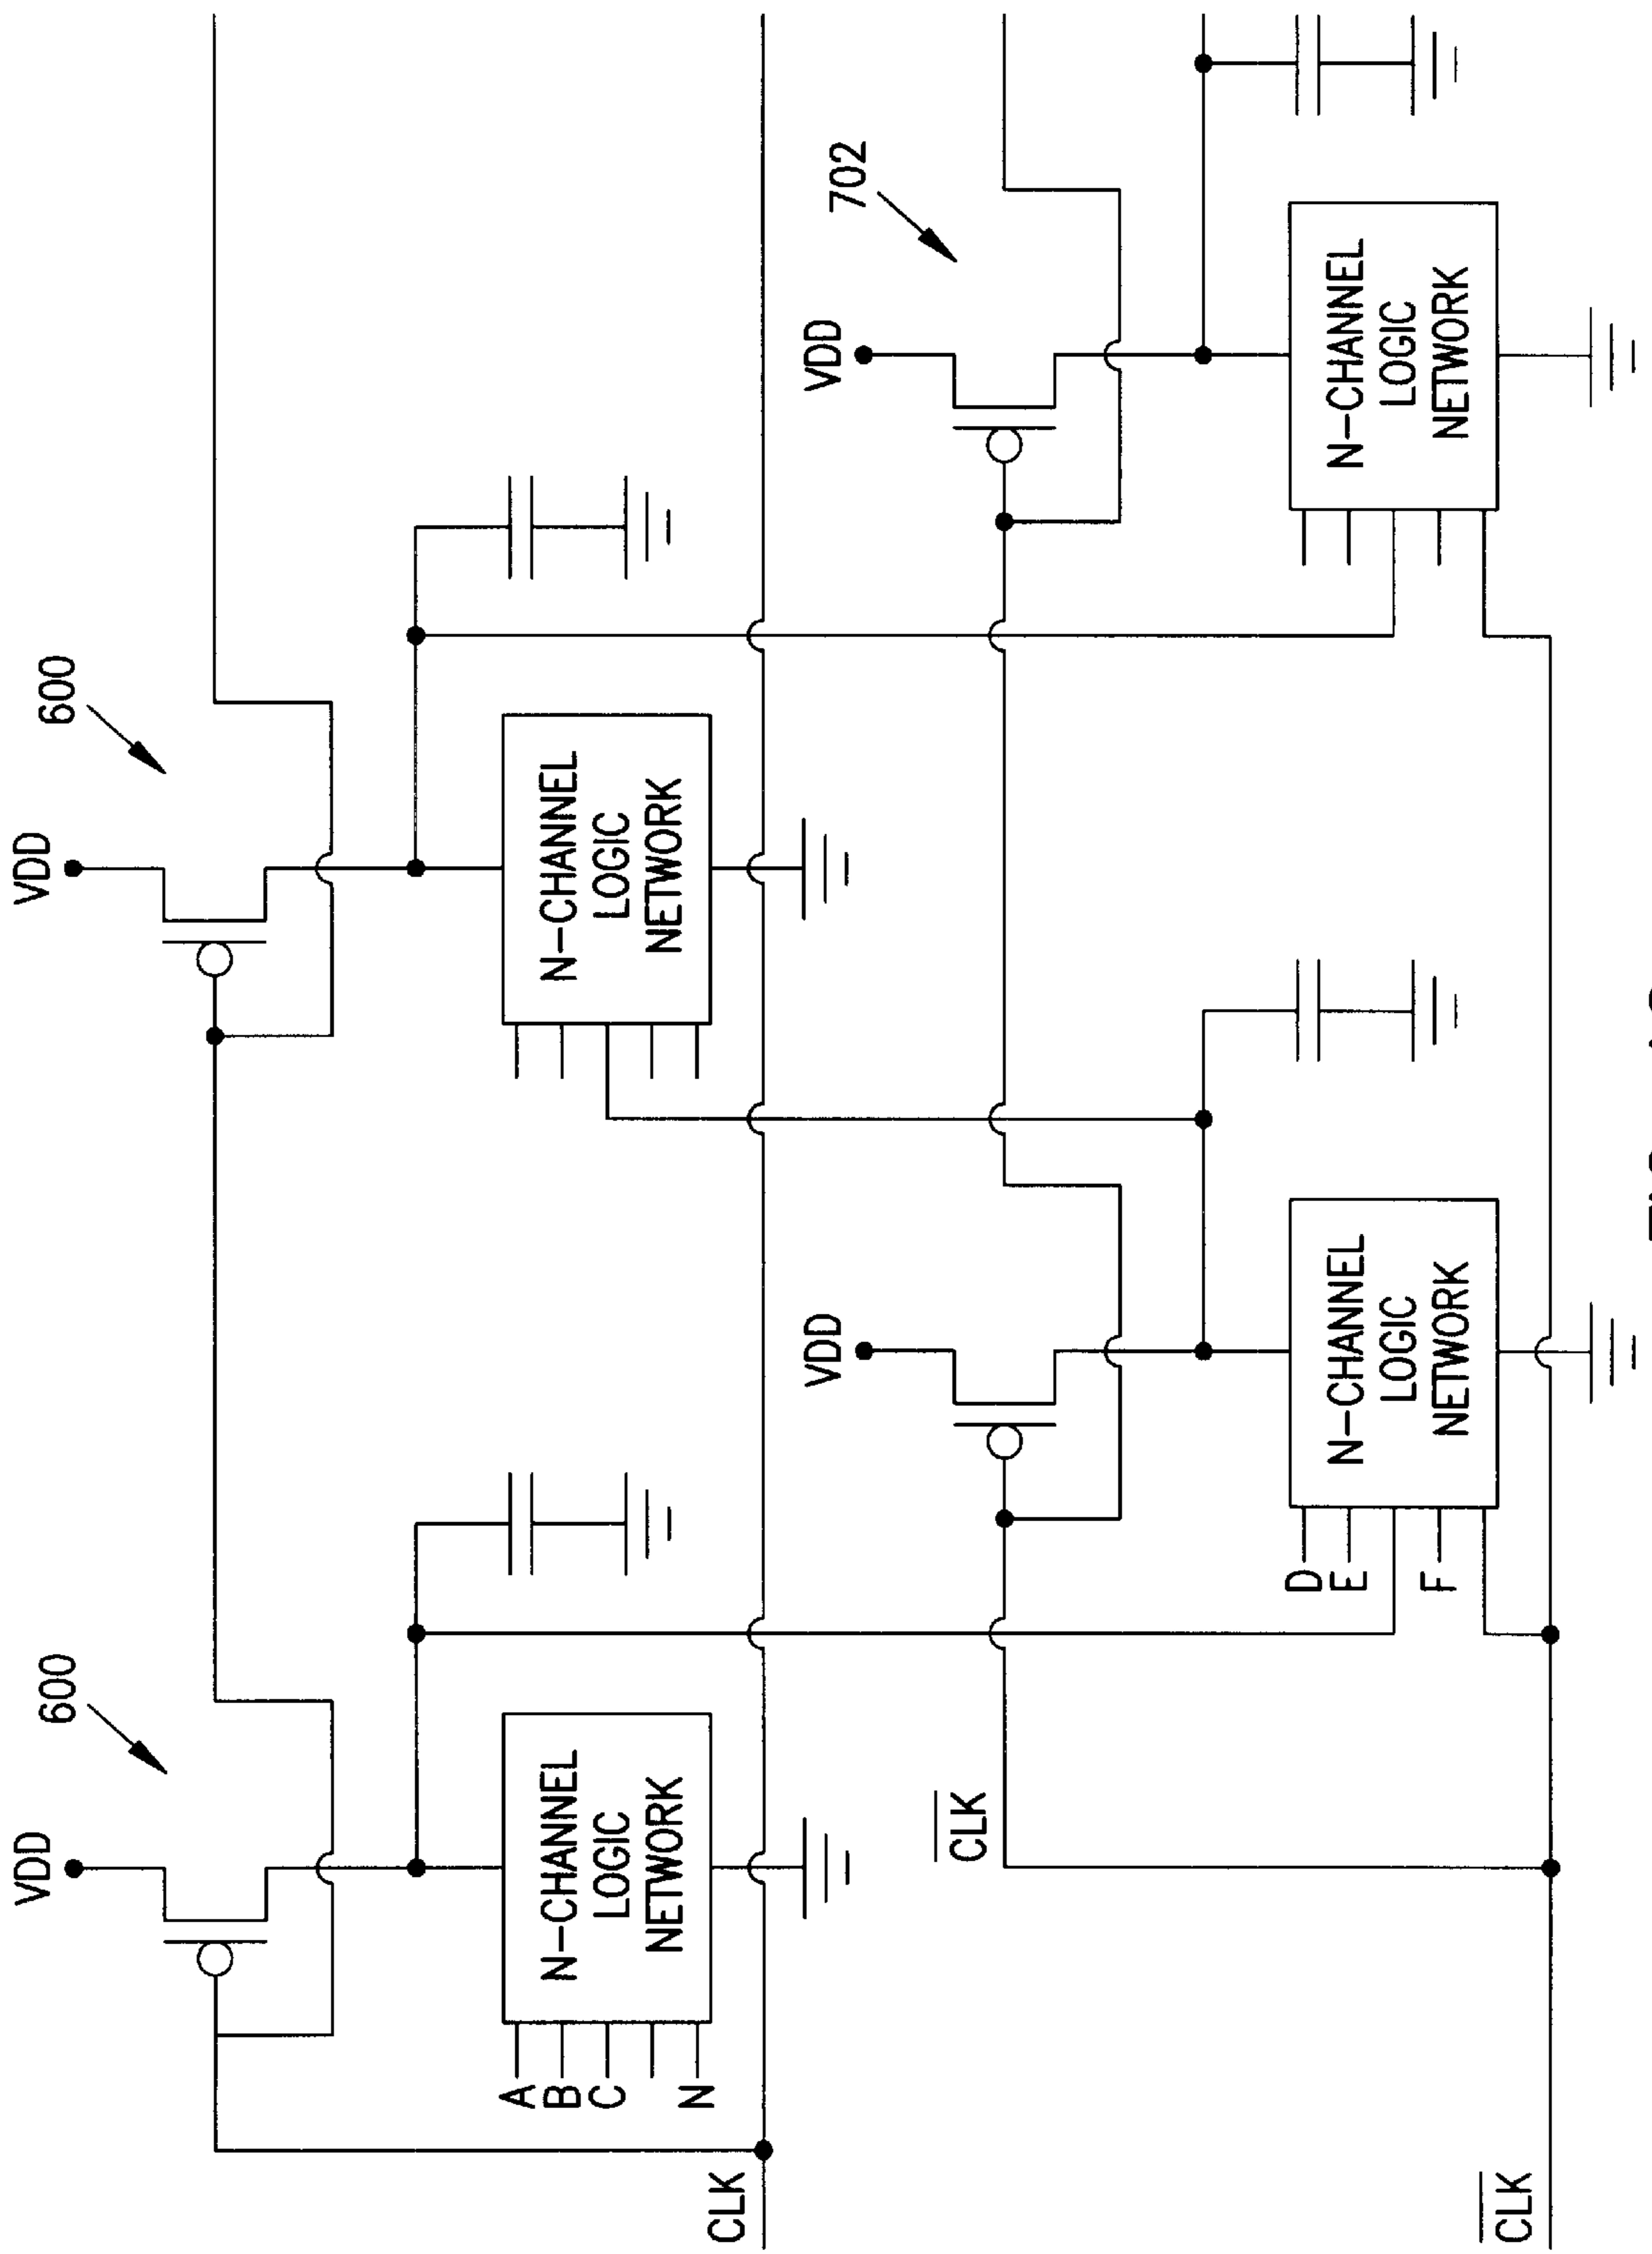 600
VDD
600
VDD
A
B
C
N
N-CHANNEL
LOGIC
NETWORK
N-CHANNEL
LOGIC
NETWORK
CLK
702
VDD
VDD
CLK
D
E
F
N-CHANNEL
LOGIC
NETWORK
N-CHANNEL
LOGIC
NETWORK
CLK